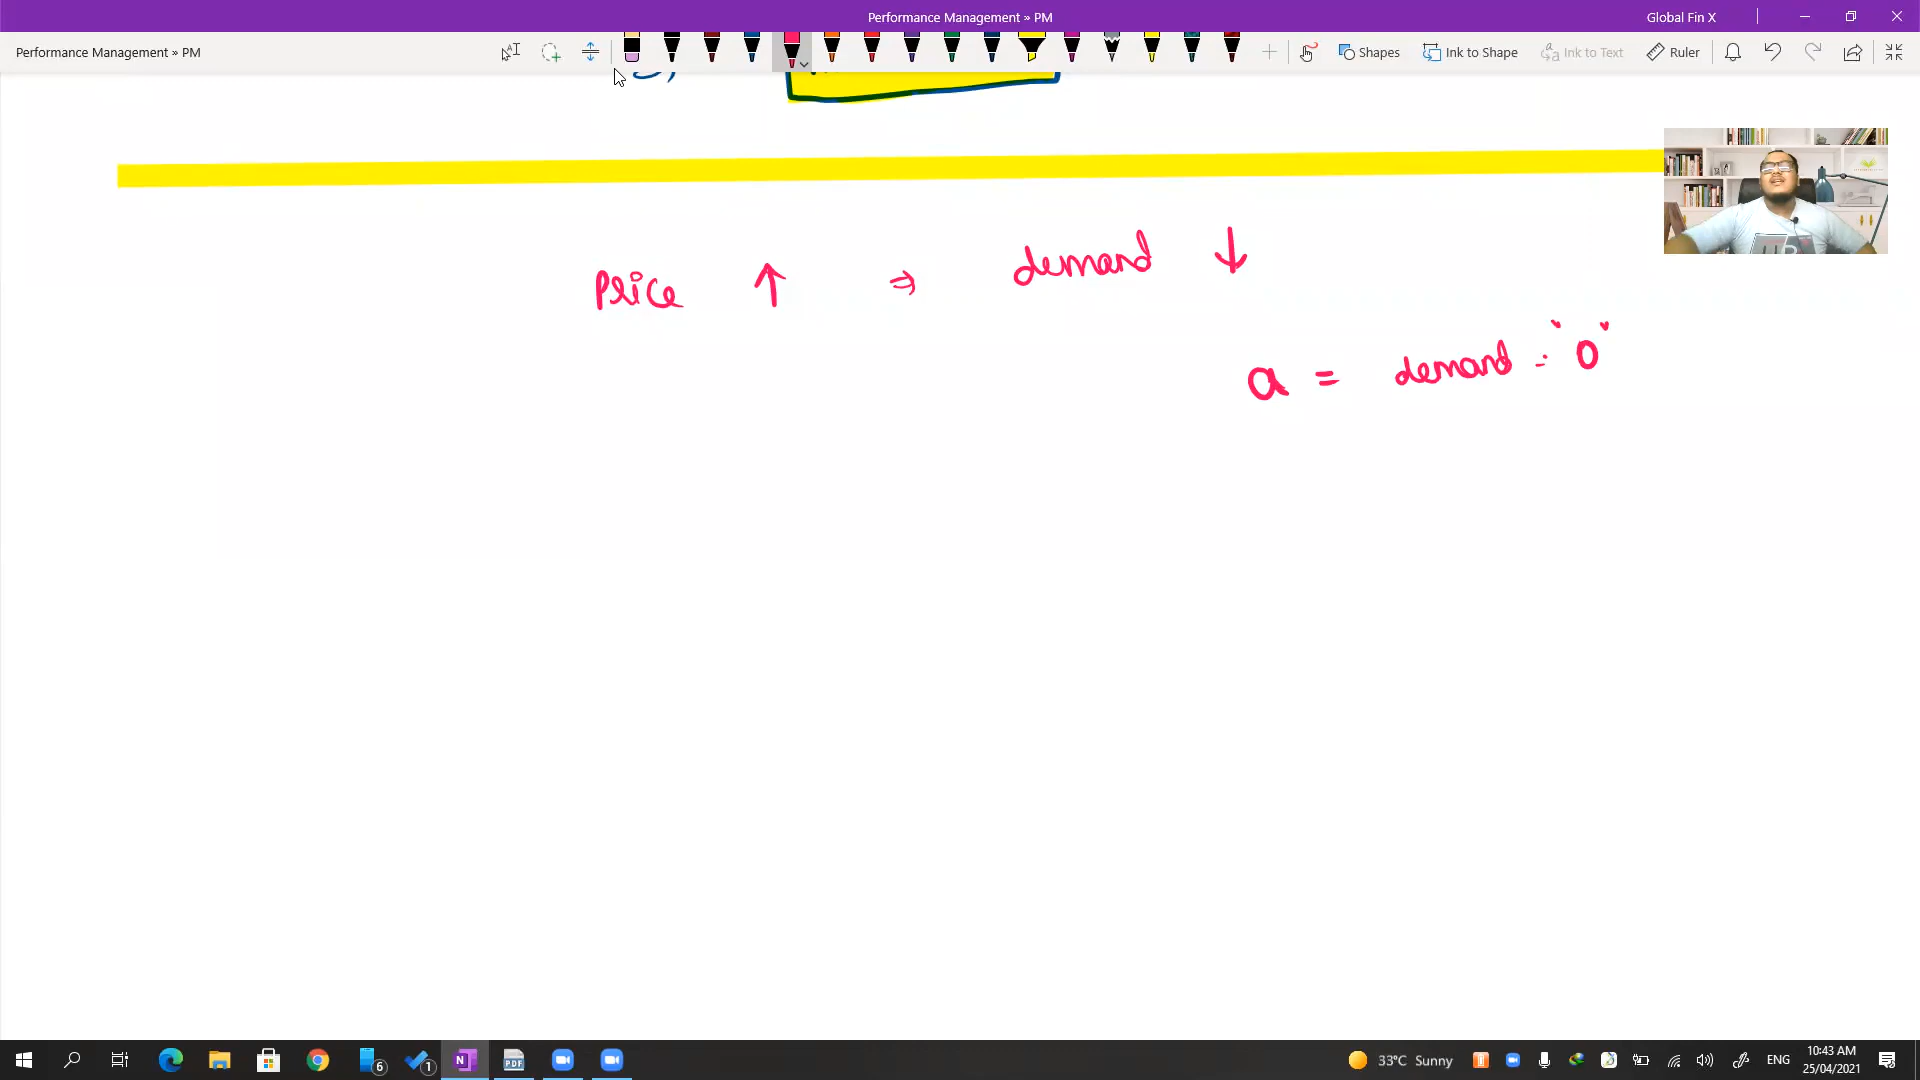 Performance Management » PM
Global Fin X
Performance Management » PM
Shapes
Ink to Shape
Ink to Text
Ruler
Price ↑ ⇒ demand ↓
a = demand = "0"
33°C Sunny
ENG
10:43 AM
25/04/2021